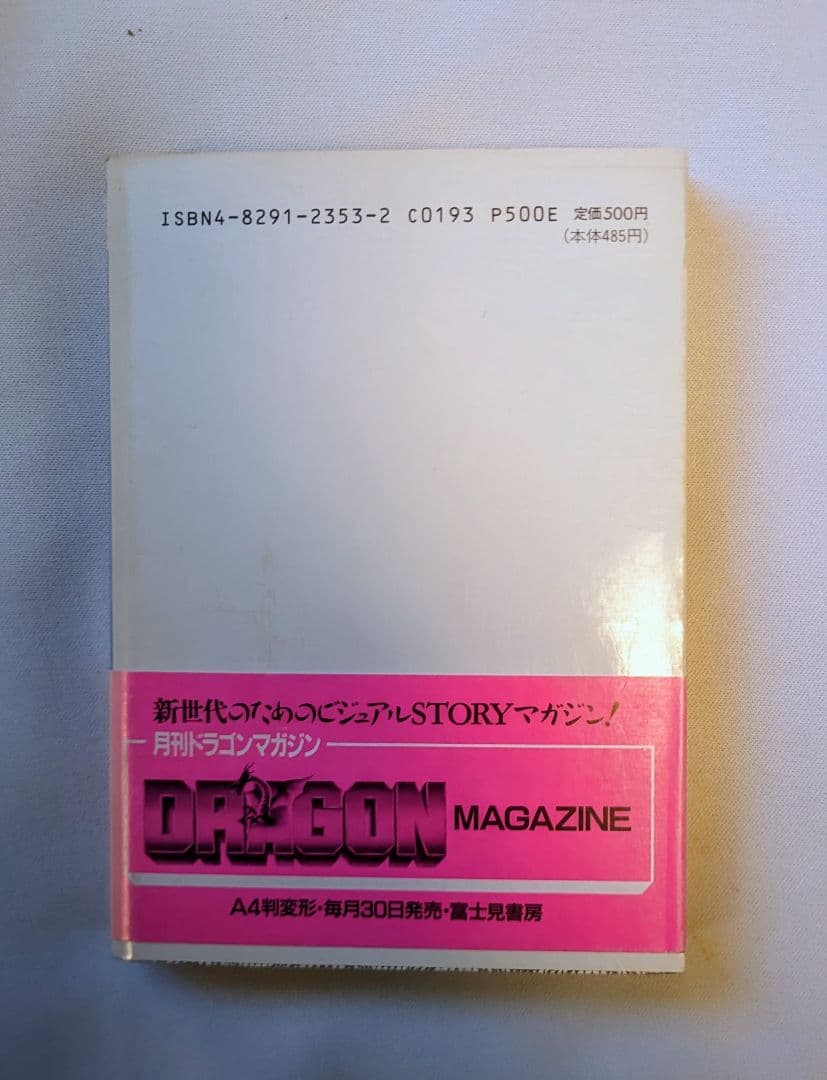 ISBN4-8291-2353-2 C0193 P500E 定価500円
(本体485円)
新世代のためのビジュアルSTORYマガジン!
月刊ドラゴンマガジン
DRAGON MAGAZINE
A4判変形・毎月30日発売・富士見書房